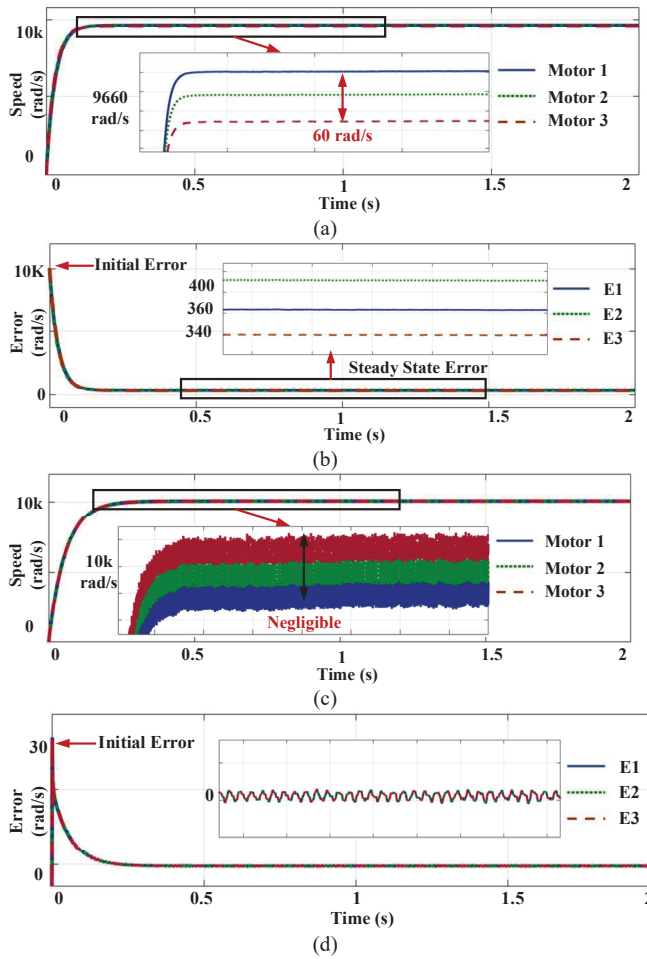 10k
Speed
(rad/s)
0
9660
rad/s
60 rad/s
Motor 1
Motor 2
Motor 3
0 0.5 1 1.5 2
Time (s)
(a)
10K
Error
(rad/s)
0
Initial Error
400
360
340
E1
E2
E3
Steady State Error
0 0.5 1 1.5 2
Time (s)
(b)
10k
Speed
(rad/s)
0
10k
rad/s
Negligible
Motor 1
Motor 2
Motor 3
0 0.5 1 1.5 2
Time (s)
(c)
30
Error
(rad/s)
0
Initial Error
0
E1
E2
E3
0 0.5 1 1.5 2
Time (s)
(d)